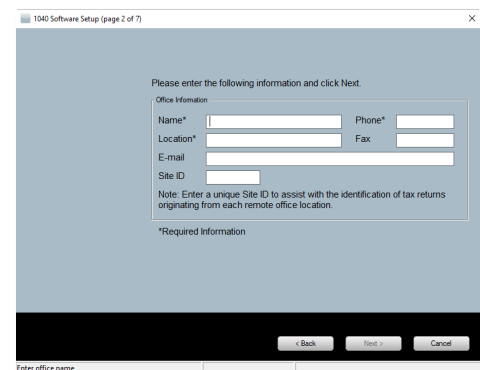 1040 Software Setup (page 2 of 7)
Please enter the following information and click Next.
Office Information
Name* Phone*
Location* Fax
E-mail
Site ID
Note: Enter a unique Site ID to assist with the identification of tax returns
originating from each remote office location.
*Required Information
< Back Next > Cancel
Enter office name